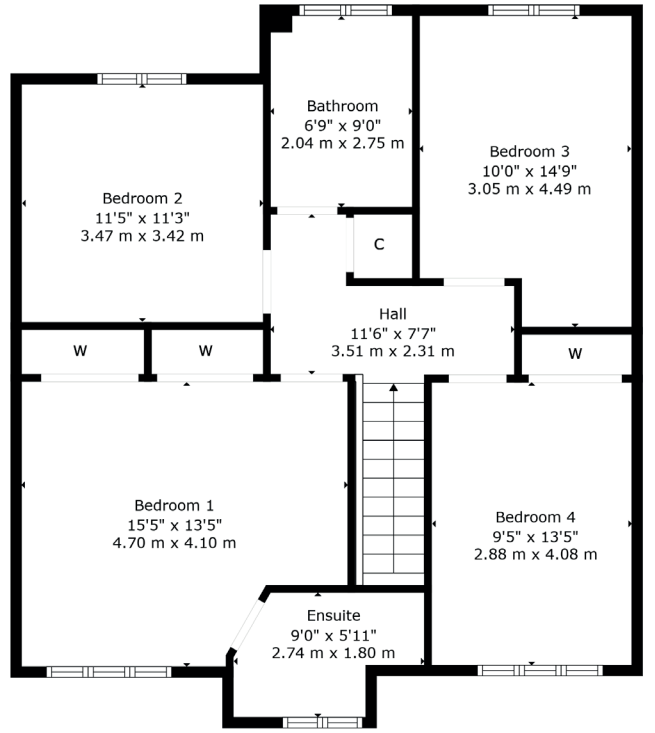 Bathroom
6'9" x 9'0"
2.04 m x 2.75 m
Bedroom 3
10'0" x 14'9"
3.05 m x 4.49 m
Bedroom 2
11'5" x 11'3"
3.47 m x 3.42 m
C
Hall
11'6" x 7'7"
3.51 m x 2.31 m
W
W
W
Bedroom 1
15'5" x 13'5"
4.70 m x 4.10 m
Bedroom 4
9'5" x 13'5"
2.88 m x 4.08 m
Ensuite
9'0" x 5'11"
2.74 m x 1.80 m